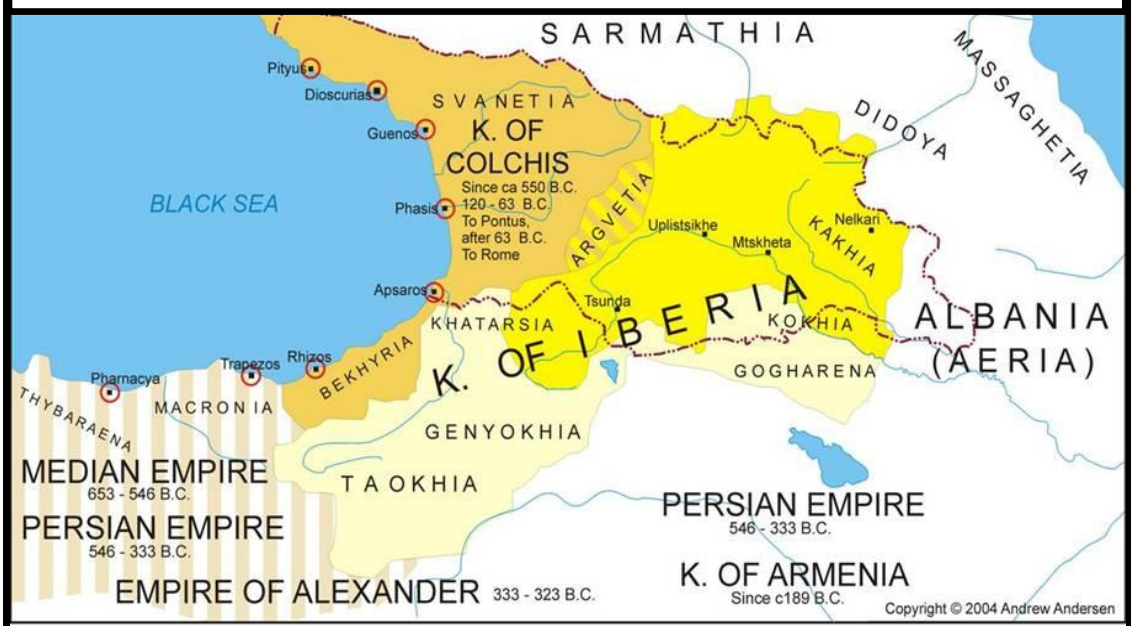 SARMATHIA
MASSAGHETIA
DIDOYA
Pityus
Dioscurias
Guenos
SVANETIA
K. OF
COLCHIS
Since ca 550 B.C.
120 - 63 B.C.
To Pontus,
after 63 B.C.
To Rome
BLACK SEA
Phasis
ARGVETIA
Uplistsikhe
Mtskheta
Nelkari
KAKHIA
Apsaros
Tsunda
KHATARSIA
K. OF IBERIA
KOKHIA
ALBANIA
(AERIA)
GOGHARENA
Rhizos
Trapezos
Pharnacya
BEKHYRIA
MACRONIA
THYBARAENA
GENYOKHIA
TAOKHIA
MEDIAN EMPIRE
653 - 546 B.C.
PERSIAN EMPIRE
546 - 333 B.C.
PERSIAN EMPIRE
546 - 333 B.C.
EMPIRE OF ALEXANDER 333 - 323 B.C.
K. OF ARMENIA
Since c189 B.C.
Copyright © 2004 Andrew Andersen